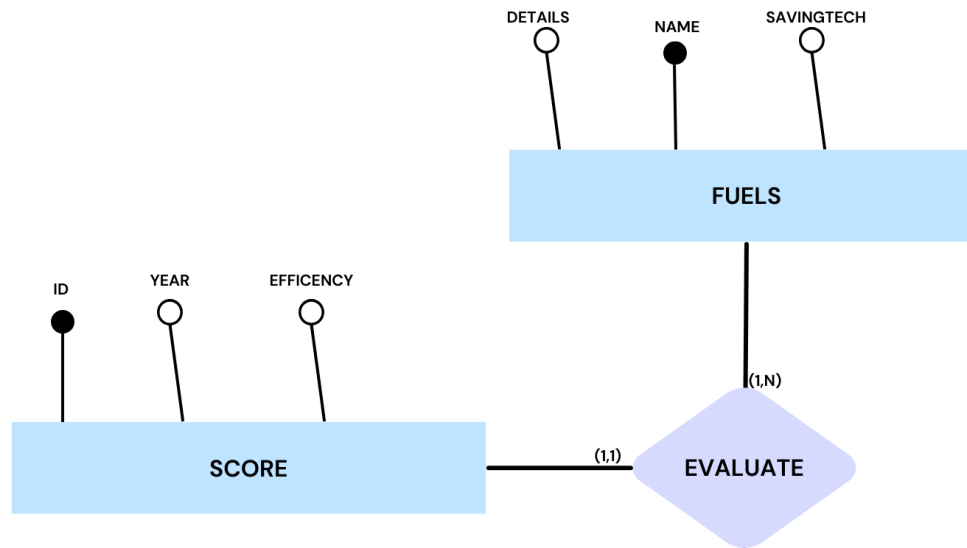 DETAILS
NAME
SAVINGTECH
FUELS
ID
YEAR
EFFICENCY
(1,N)
SCORE
(1,1)
EVALUATE